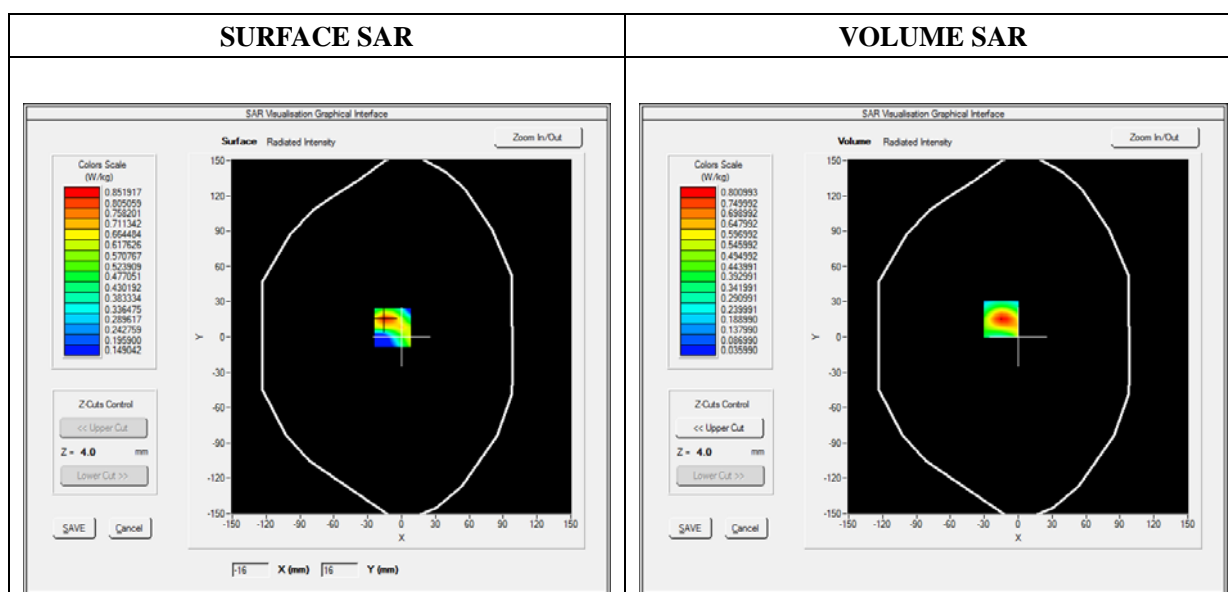 SURFACE SAR
VOLUME SAR
SAR Visualisation Graphical Interface
Surface Radiated Intensity
Zoom In/Out
Colors Scale
(W/kg)
0.851917
0.805059
0.758201
0.711342
0.664484
0.617626
0.570767
0.523909
0.477051
0.430192
0.383334
0.336475
0.289617
0.242759
0.195900
0.149042
Z-Cuts Control
<< Upper Cut
Z = 4.0 mm
Lower Cut >>
SAVE Cancel
150
120
90
60
30
0
-30
-60
-90
-120
-150
Y
-150 -120 -90 -60 -30 0 30 60 90 120 150
X
-16 X (mm) 16 Y (mm)
SAR Visualisation Graphical Interface
Volume Radiated Intensity
Zoom In/Out
Colors Scale
(W/kg)
0.800993
0.749992
0.698992
0.647992
0.596992
0.545992
0.494992
0.443991
0.392991
0.341991
0.290991
0.239991
0.188990
0.137990
0.086990
0.035990
Z-Cuts Control
<< Upper Cut
Z = 4.0 mm
Lower Cut >>
SAVE Cancel
150
120
90
60
30
0
-30
-60
-90
-120
-150
Y
-150 -120 -90 -60 -30 0 30 60 90 120 150
X